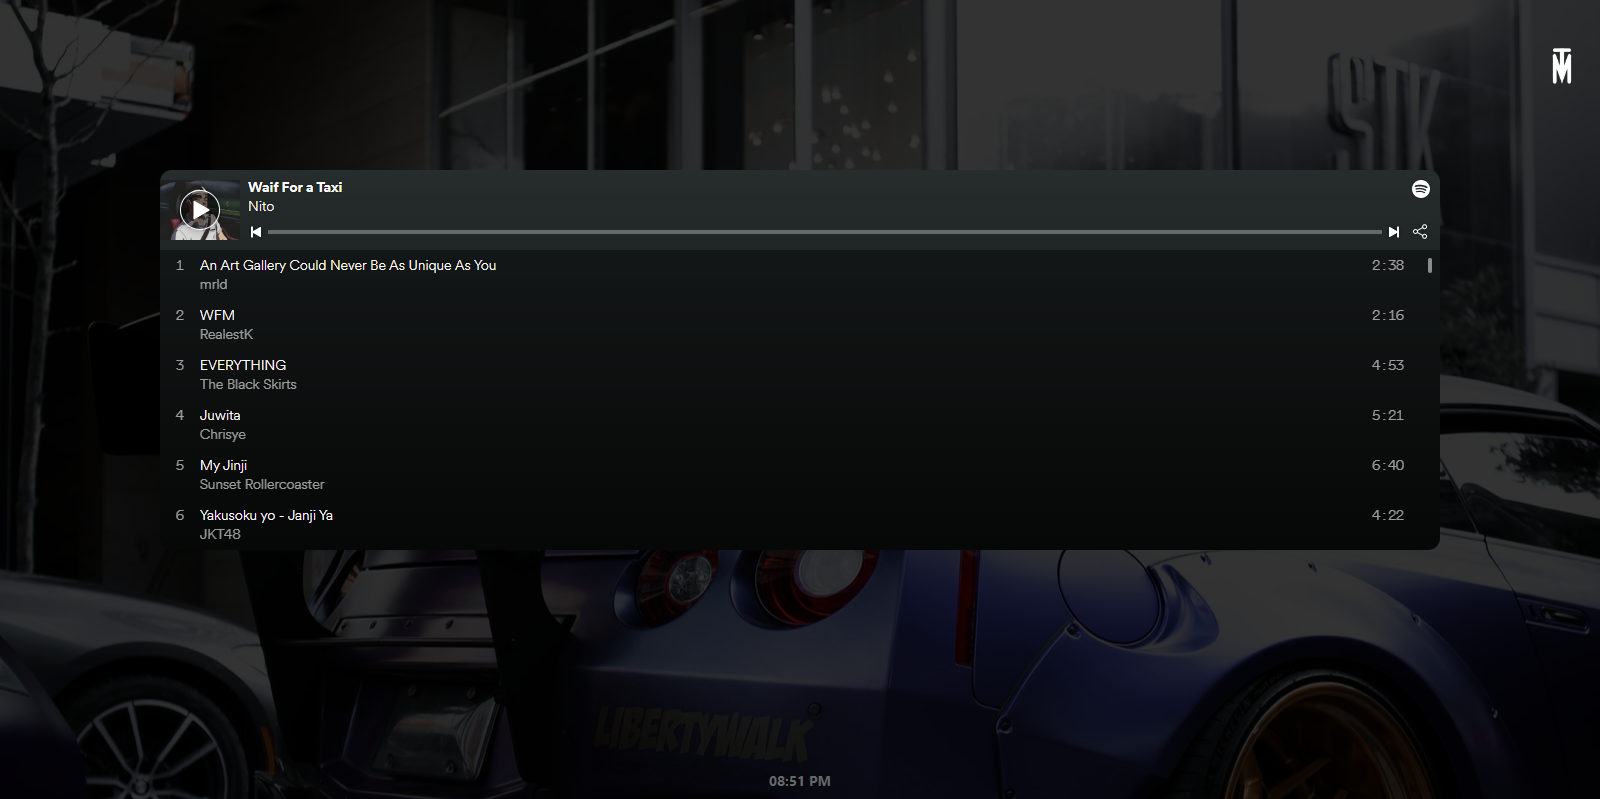 TM
STK
Waif For a Taxi
Nito
1 An Art Gallery Could Never Be As Unique As You 2:38
mrld
2 WFM 2:16
RealestK
3 EVERYTHING 4:53
The Black Skirts
4 Juwita 5:21
Chrisye
5 My Jinji 6:40
Sunset Rollercoaster
6 Yakusoku yo - Janji Ya 4:22
JKT48
LIBERTYWALK
08:51 PM